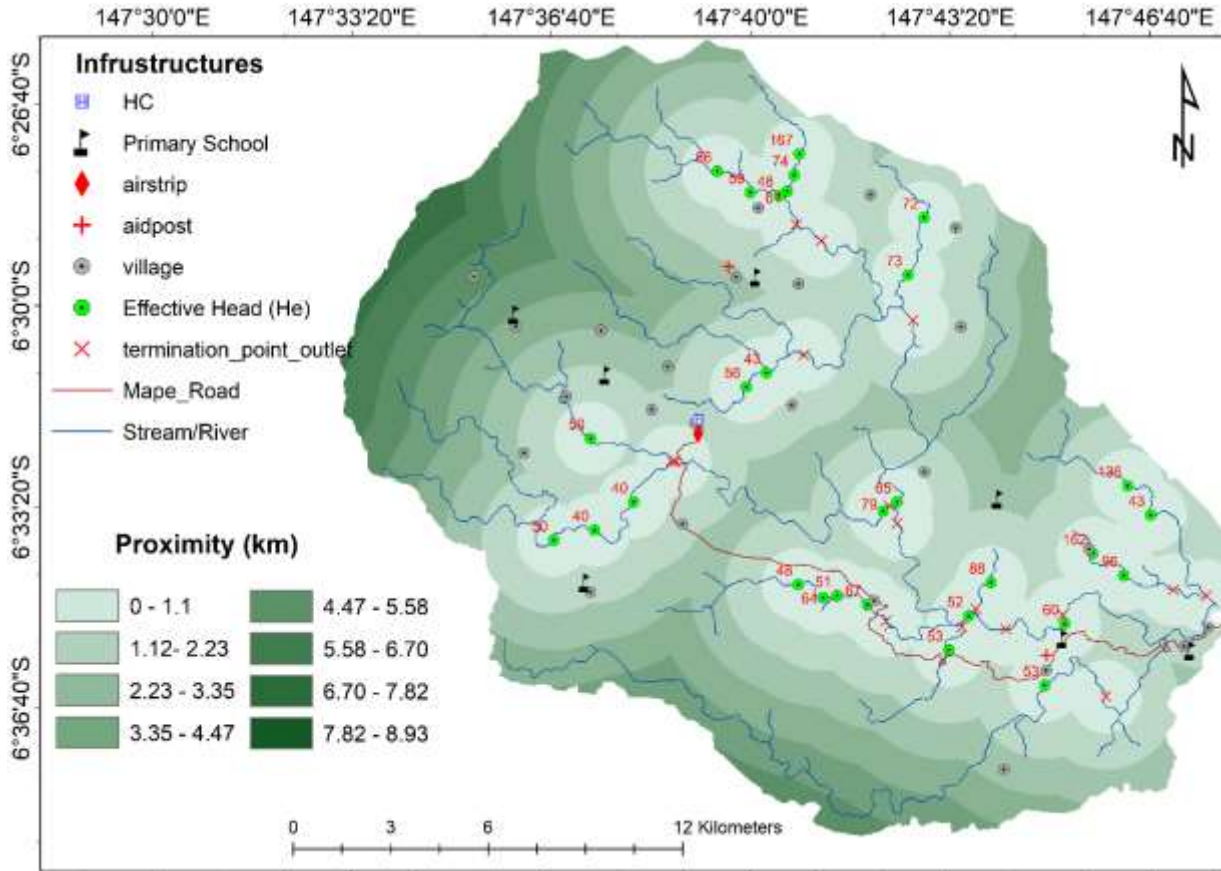 147°30'0"E 147°33'20"E 147°36'40"E 147°40'0"E 147°43'20"E 147°46'40"E
6°26'40"S
6°30'0"S
6°33'20"S
6°36'40"S
Infrustructures
HC
Primary School
airstrip
aidpost
village
Effective Head (He)
termination_point_outlet
Mape_Road
Stream/River
N
167
74
59
48
72
73
43
56
59
40
40
50
65
79
136
43
162
96
48
51
64
67
88
52
53
60
53
Proximity (km)
0 - 1.1 4.47 - 5.58
1.12- 2.23 5.58 - 6.70
2.23 - 3.35 6.70 - 7.82
3.35 - 4.47 7.82 - 8.93
0 3 6 12 Kilometers